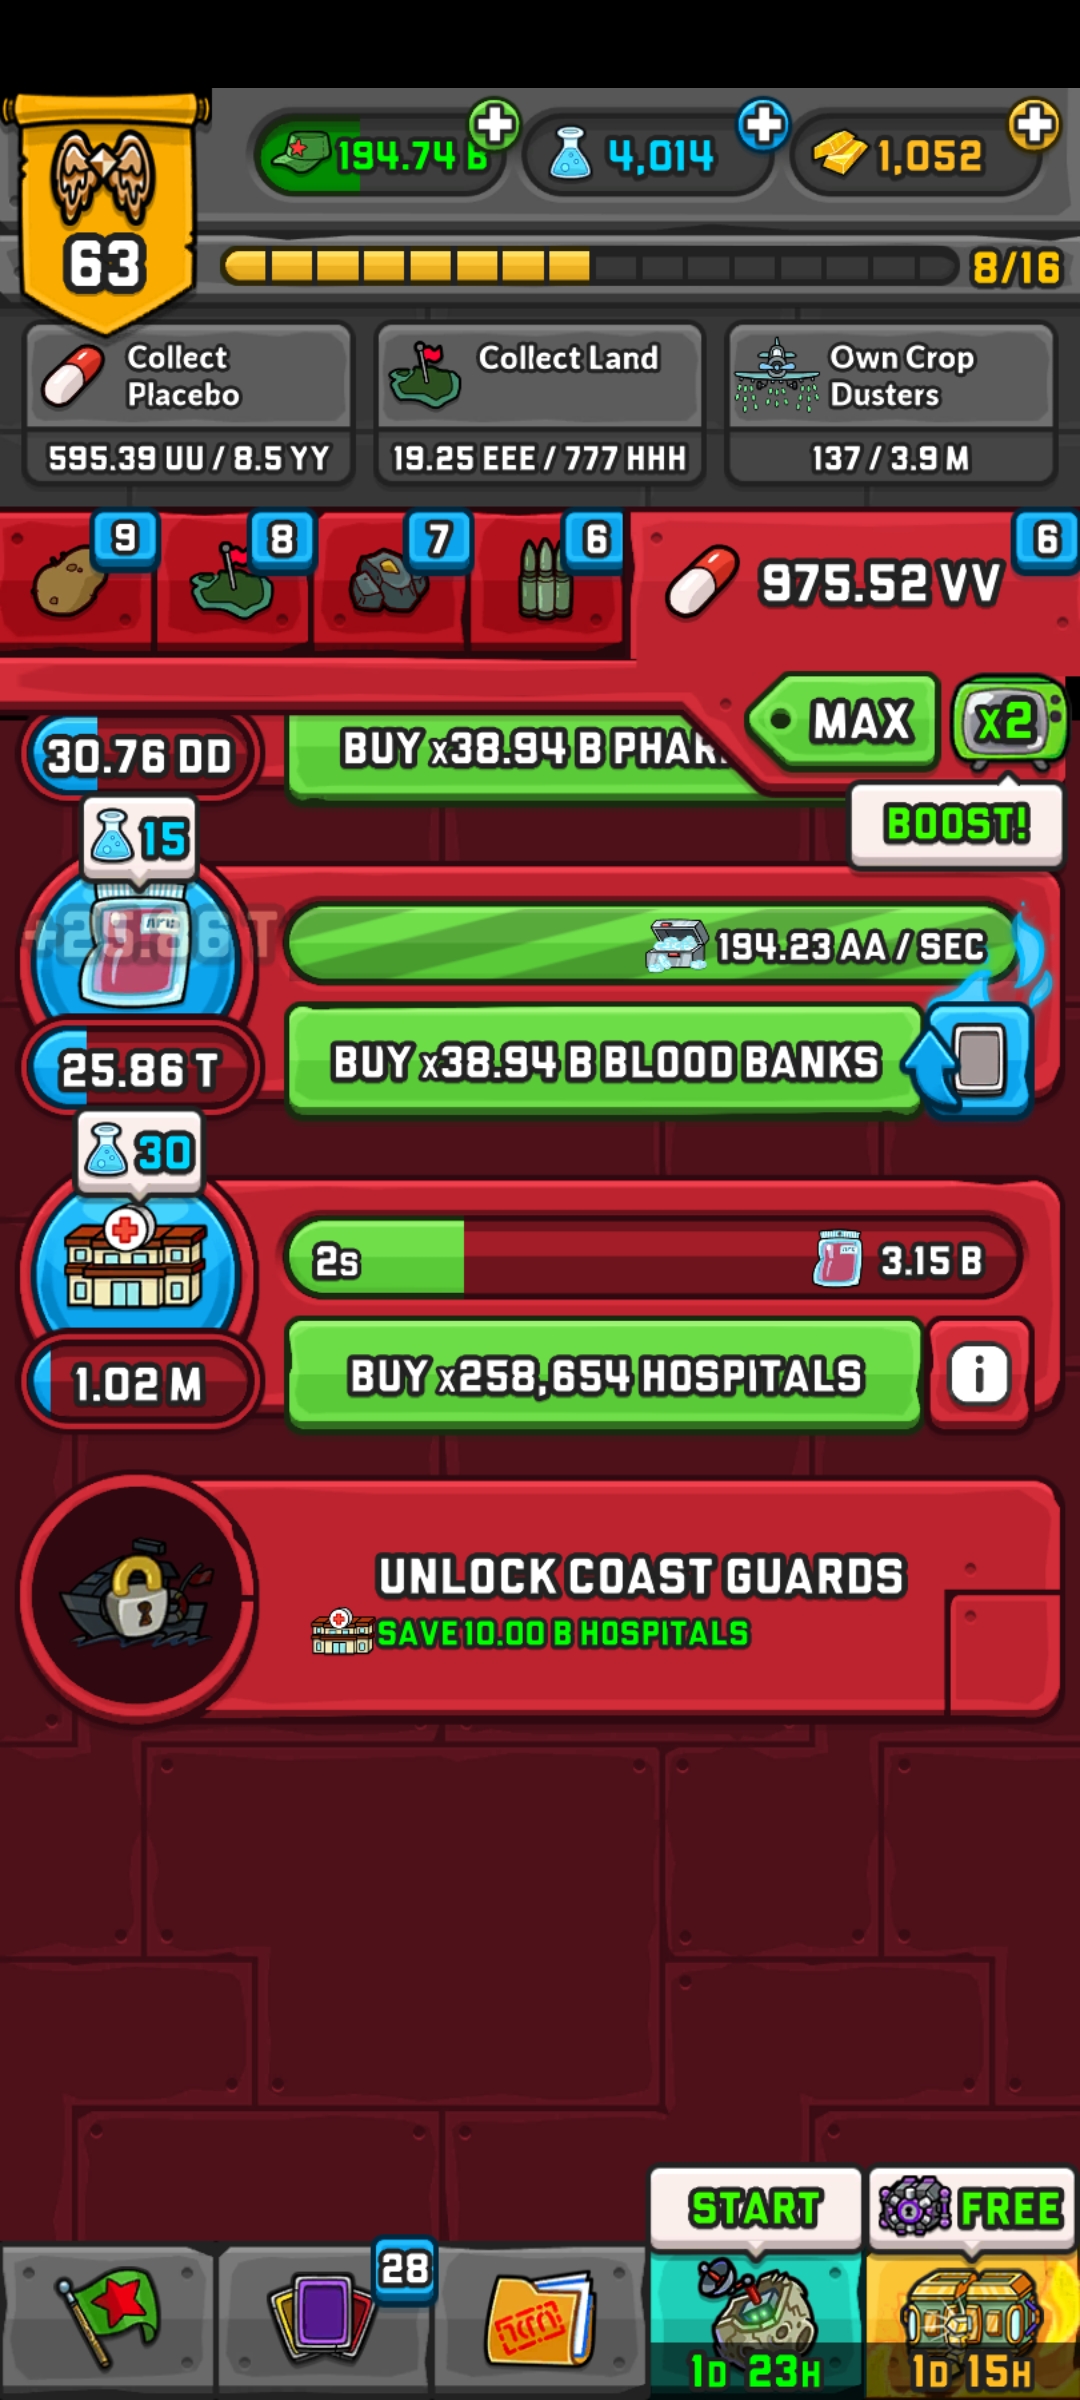 194.74 B
4,014
1,052
63
8/16
Collect
Placebo
595.39 UU / 8.5 YY
Collect Land
19.25 EEE / 777 HHH
Own Crop
Dusters
137 / 3.9 M
9
8
7
6
975.52 VV
6
MAX
x2
BOOST!
30.76 DD
BUY x38.94 B PHAR
15
+25.86 T
194.23 AA / SEC
25.86 T
BUY x38.94 B BLOOD BANKS
30
2s
3.15 B
1.02 M
BUY x258,654 HOSPITALS
i
UNLOCK COAST GUARDS
SAVE 10.00 B HOSPITALS
START
FREE
28
1D 23H
1D 15H